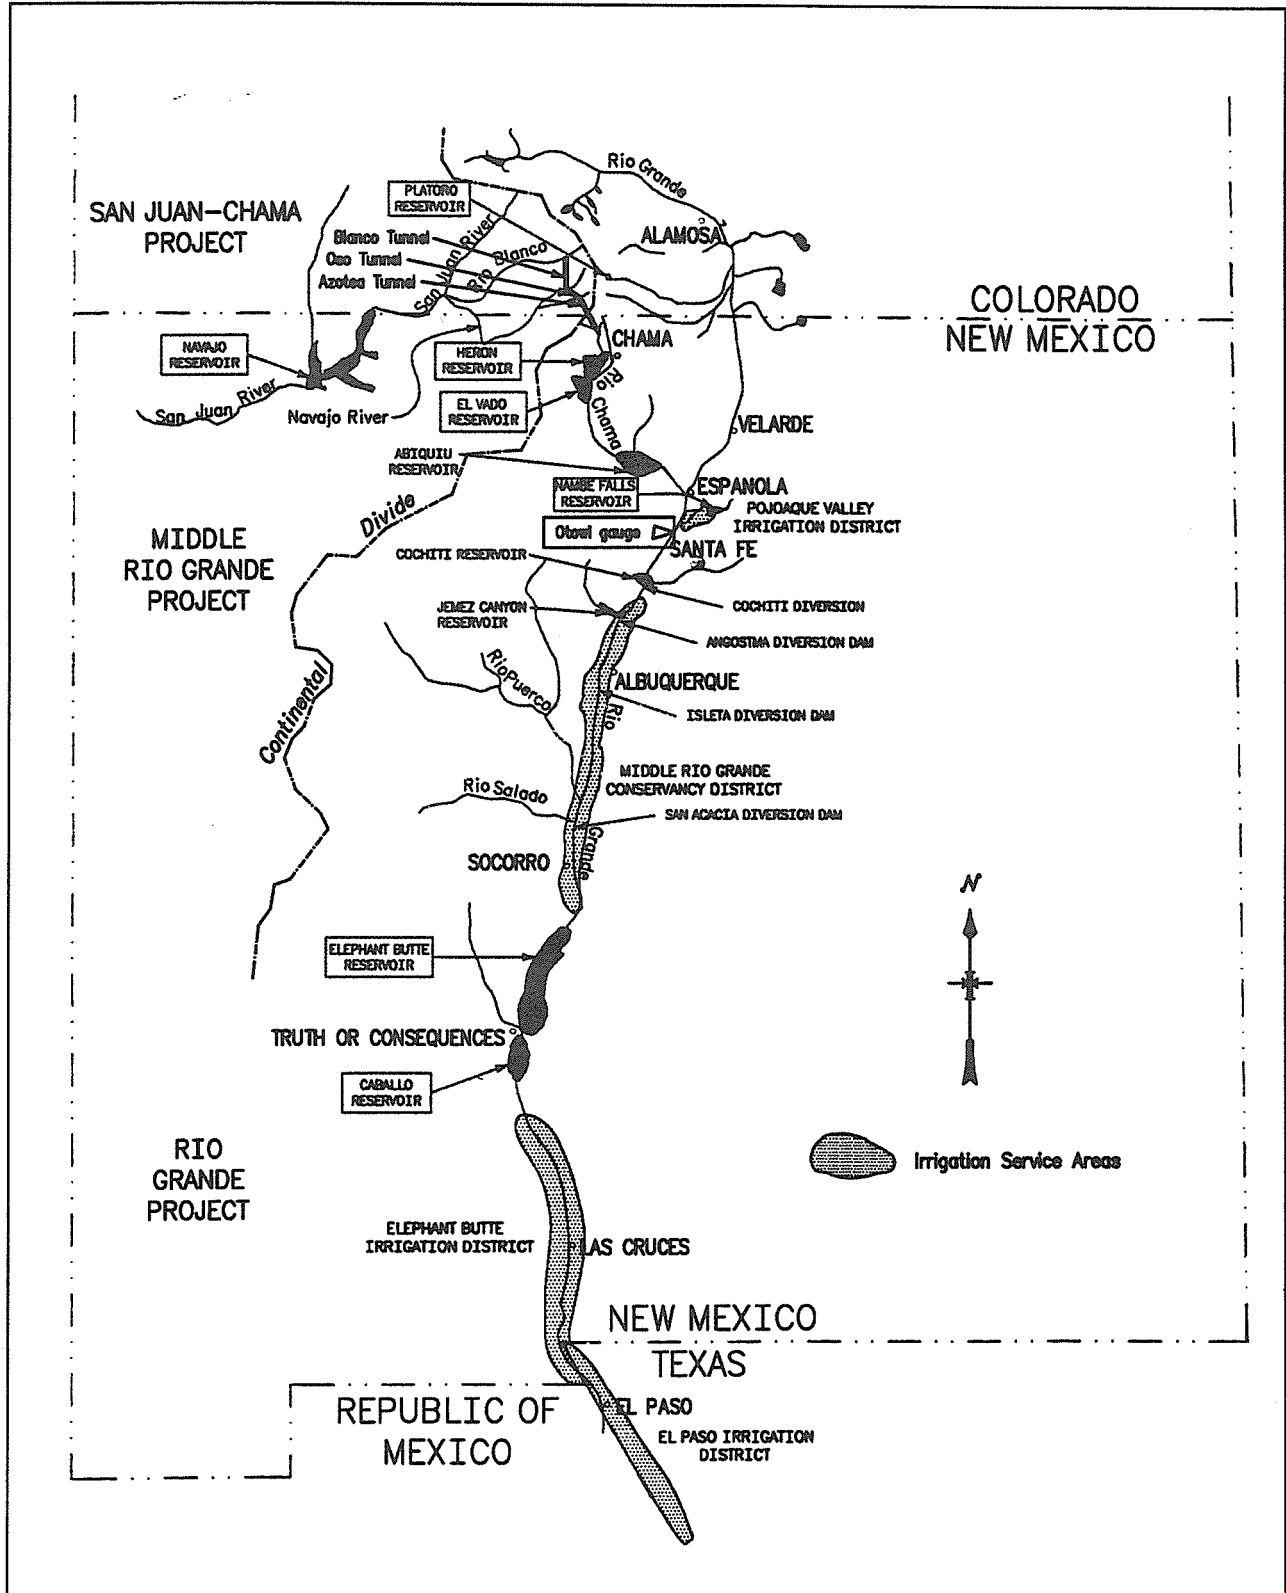 Rio Grande
PLATORO
RESERVOIR
SAN JUAN-CHAMA
PROJECT
ALAMOSA
Blanco Tunnel
Oso Tunnel
Azotea Tunnel
San Juan River
Rio Blanco
COLORADO
NEW MEXICO
CHAMA
NAVAJO
RESERVOIR
HERON
RESERVOIR
San Juan River
Navajo River
EL VADO
RESERVOIR
Rio
Chama
VELARDE
ABIQUIU
RESERVOIR
NAMBE FALLS
RESERVOIR
ESPANOLA
POJOAQUE VALLEY
IRRIGATION DISTRICT
Otowi gauge
SANTA FE
Continental
Divide
MIDDLE
RIO GRANDE
PROJECT
COCHITI RESERVOIR
COCHITI DIVERSION
JEMEZ CANYON
RESERVOIR
ANGOSTMA DIVERSION DAM
Rio Puerco
ALBUQUERQUE
ISLETA DIVERSION DAM
Rio
Grande
MIDDLE RIO GRANDE
CONSERVANCY DISTRICT
Rio Salado
SAN ACACIA DIVERSION DAM
SOCORRO
N
ELEPHANT BUTTE
RESERVOIR
TRUTH OR CONSEQUENCES
CABALLO
RESERVOIR
RIO
GRANDE
PROJECT
Irrigation Service Areas
ELEPHANT BUTTE
IRRIGATION DISTRICT
LAS CRUCES
NEW MEXICO
TEXAS
REPUBLIC OF
MEXICO
EL PASO
EL PASO IRRIGATION
DISTRICT